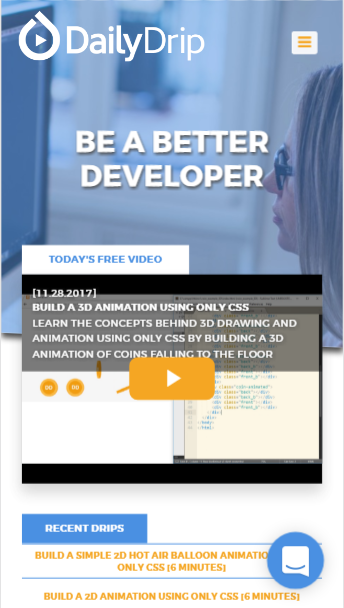 DailyDrip
BE A BETTER
DEVELOPER
TODAY'S FREE VIDEO
[11.28.2017]
BUILD A 3D ANIMATION USING ONLY CSS
LEARN THE CONCEPTS BEHIND 3D DRAWING AND
ANIMATION USING ONLY CSS BY BUILDING A 3D
ANIMATION OF COINS FALLING TO THE FLOOR
RECENT DRIPS
BUILD A SIMPLE 2D HOT AIR BALLOON ANIMATIO
ONLY CSS [6 MINUTES]
BUILD A 2D ANIMATION USING ONLY CSS [6 MINUTES]